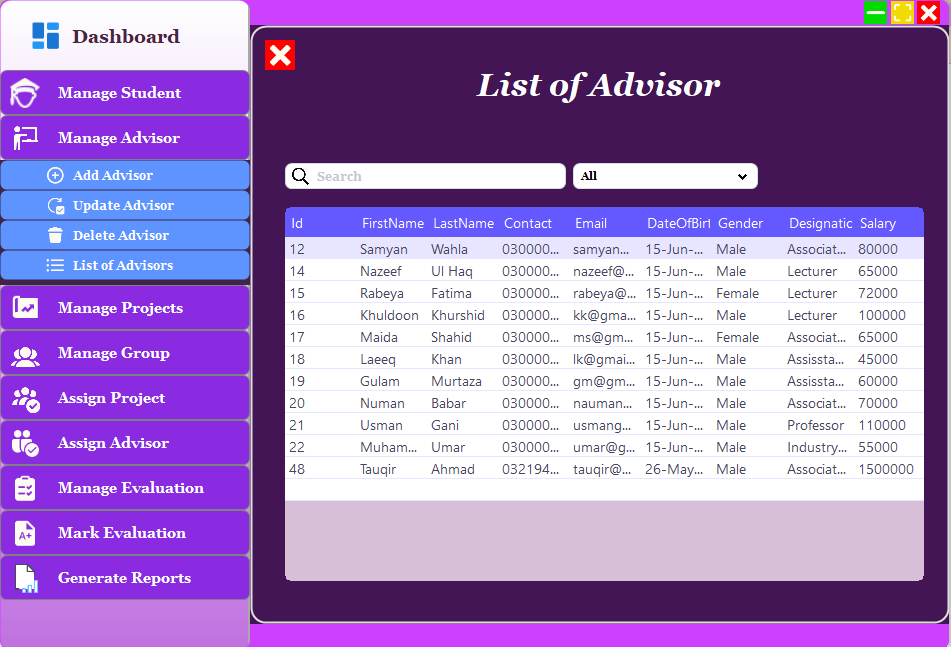 Dashboard
Manage Student
Manage Advisor
Add Advisor
Update Advisor
Delete Advisor
List of Advisors
Manage Projects
Manage Group
Assign Project
Assign Advisor
Manage Evaluation
A+ Mark Evaluation
Generate Reports
List of Advisor
Search All
Id FirstName LastName Contact Email DateOfBirt Gender Designatic Salary
12 Samyan Wahla 030000... samyan... 15-Jun-... Male Associat... 80000
14 Nazeef Ul Haq 030000... nazeef@... 15-Jun-... Male Lecturer 65000
15 Rabeya Fatima 030000... rabeya@... 15-Jun-... Female Lecturer 72000
16 Khuldoon Khurshid 030000... kk@gma... 15-Jun-... Male Lecturer 100000
17 Maida Shahid 030000... ms@gm... 15-Jun-... Female Associat... 65000
18 Laeeq Khan 030000... lk@gmai... 15-Jun-... Male Assissta... 45000
19 Gulam Murtaza 030000... gm@gm... 15-Jun-... Male Assissta... 60000
20 Numan Babar 030000... nauman... 15-Jun-... Male Associat... 70000
21 Usman Gani 030000... usmang... 15-Jun-... Male Professor 110000
22 Muham... Umar 030000... umar@g... 15-Jun-... Male Industry... 55000
48 Tauqir Ahmad 032194... tauqir@... 26-May... Male Associat... 1500000